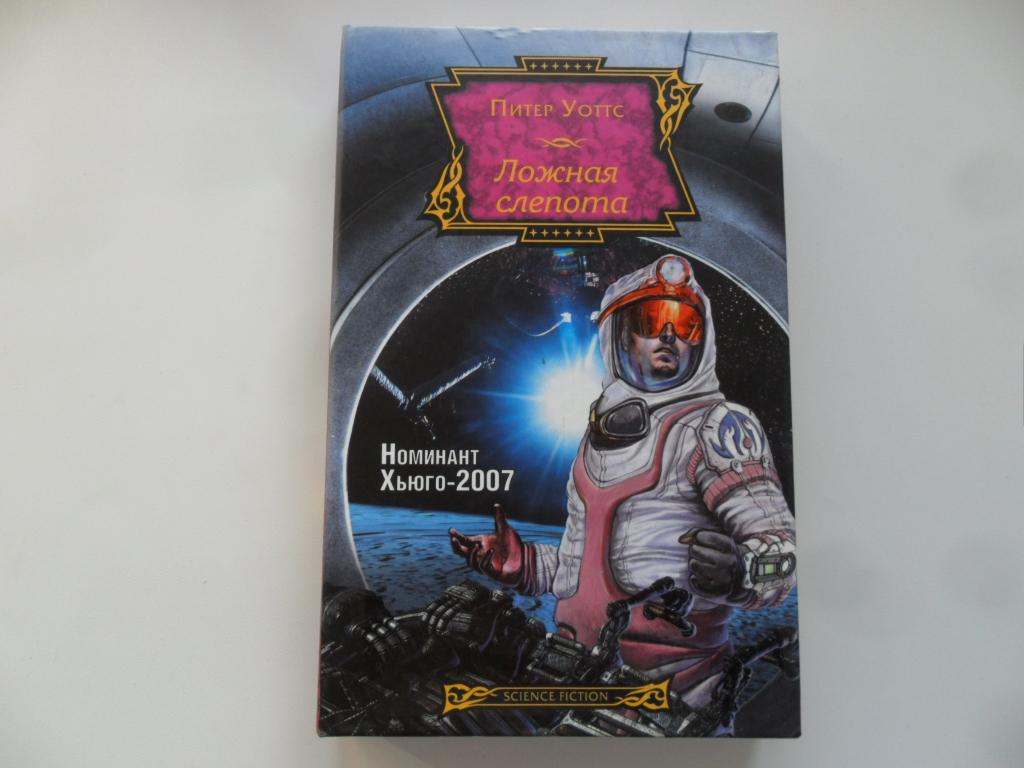 Питер Уоттс
Ложная
слепота
Номинант
Хьюго-2007
SCIENCE FICTION